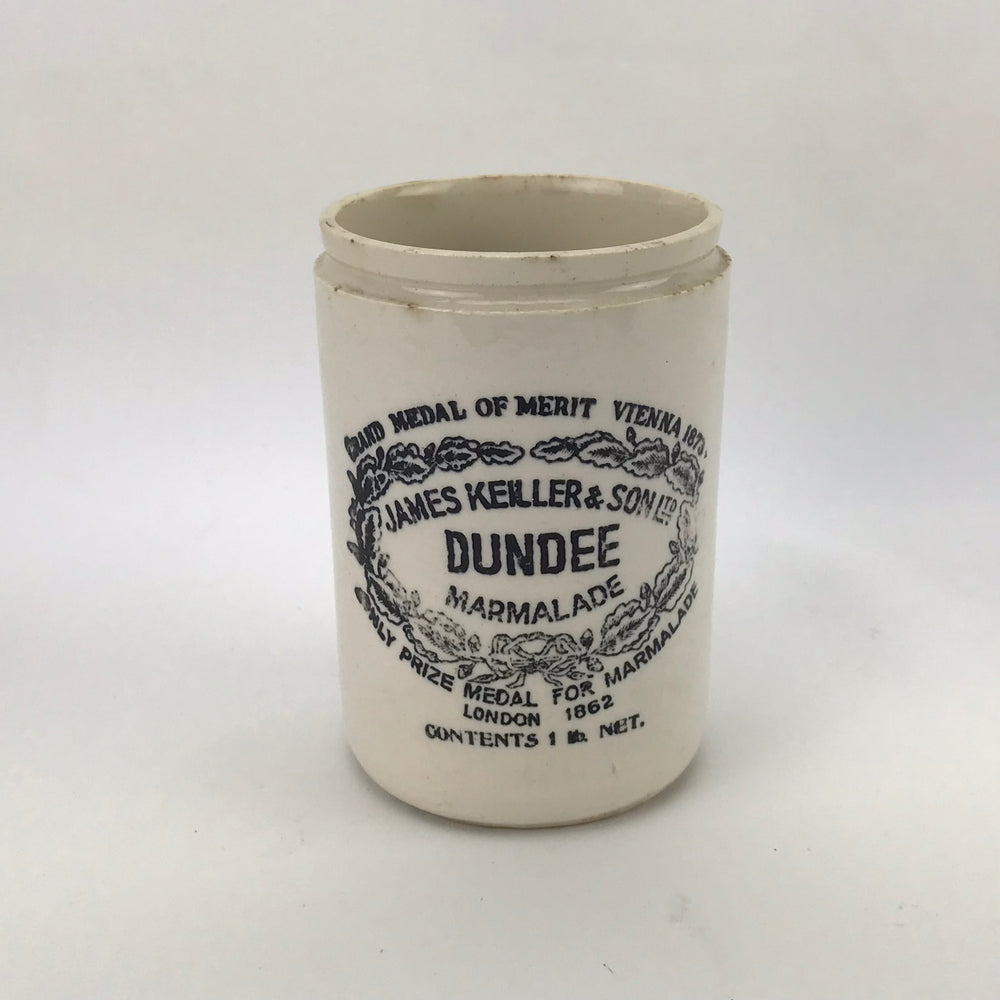 GRAND MEDAL OF MERIT VIENNA 1873.
JAMES KEILLER & SON LTD
DUNDEE
MARMALADE
ONLY PRIZE MEDAL FOR MARMALADE
LONDON 1862
CONTENTS 1 lb. NET.